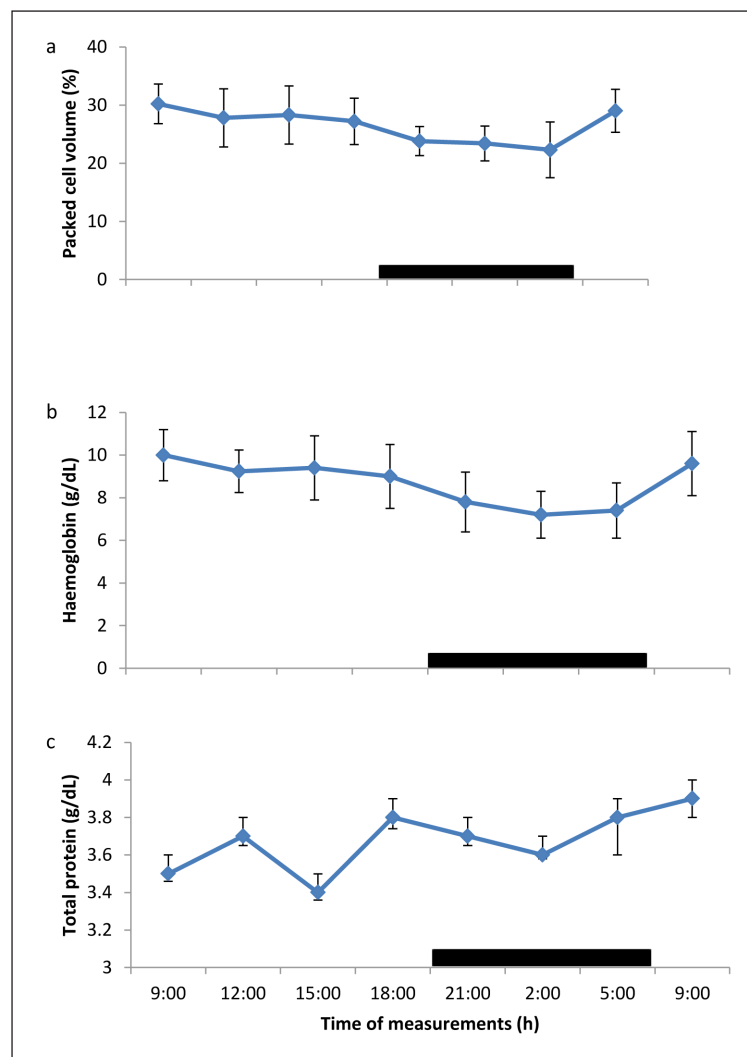 a
Packed cell volume (%)
40
30
20
10
0
b
Haemoglobin (g/dL)
12
10
8
6
4
2
0
c
Total protein (g/dL)
4.2
4
3.8
3.6
3.4
3.2
3
9:00 12:00 15:00 18:00 21:00 2:00 5:00 9:00
Time of measurements (h)